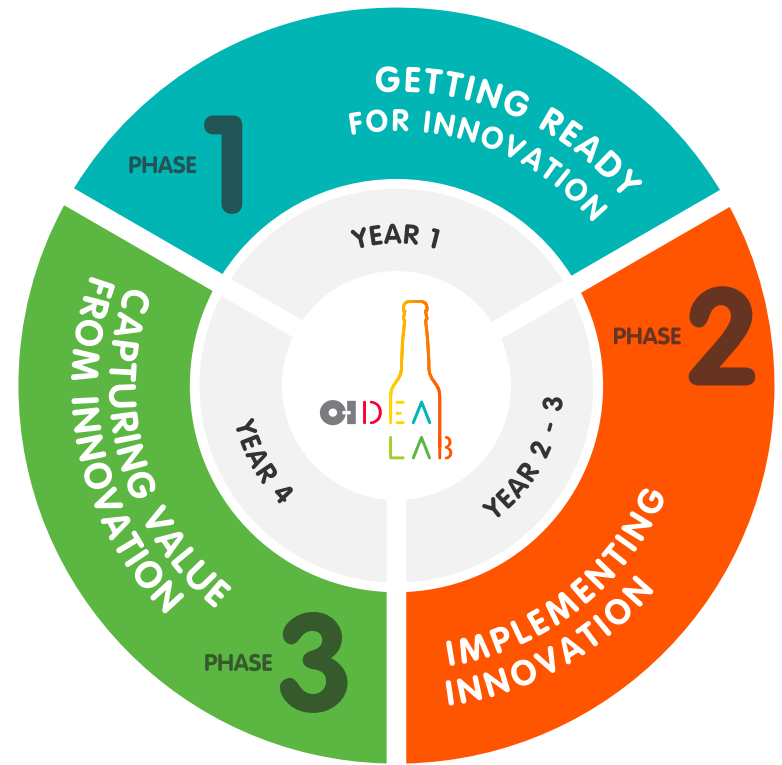 PHASE 1
GETTING READY
FOR INNOVATION
YEAR 1
PHASE 2
IMPLEMENTING
INNOVATION
YEAR 2 - 3
PHASE 3
CAPTURING VALUE
FROM INNOVATION
YEAR 4
O-I IDEA
LAB